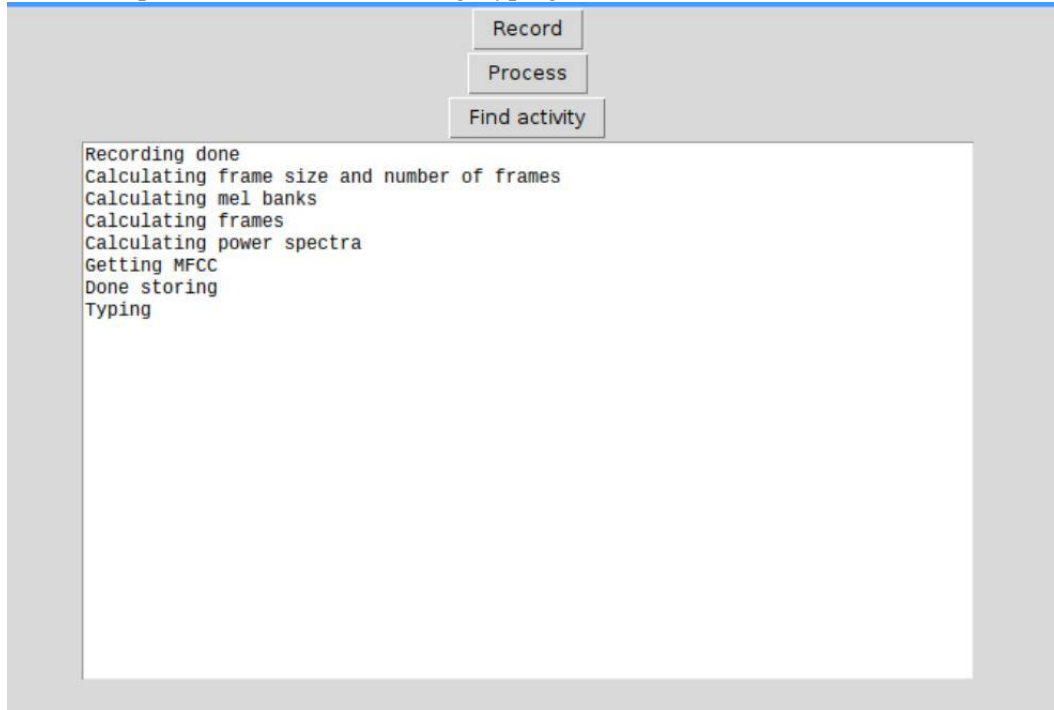 Record
Process
Find activity
Recording done
Calculating frame size and number of frames
Calculating mel banks
Calculating frames
Calculating power spectra
Getting MFCC
Done storing
Typing